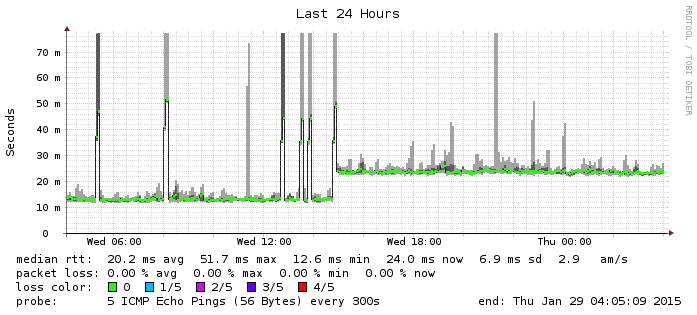 Last 24 Hours
RRDTOOL / TOBI OETIKER
Seconds
70 m
60 m
50 m
40 m
30 m
20 m
10 m
0
Wed 06:00 Wed 12:00 Wed 18:00 Thu 00:00
median rtt: 20.2 ms avg 51.7 ms max 12.6 ms min 24.0 ms now 6.9 ms sd 2.9 am/s
packet loss: 0.00 % avg 0.00 % max 0.00 % min 0.00 % now
loss color: 0 1/5 2/5 3/5 4/5
probe: 5 ICMP Echo Pings (56 Bytes) every 300s end: Thu Jan 29 04:05:09 2015